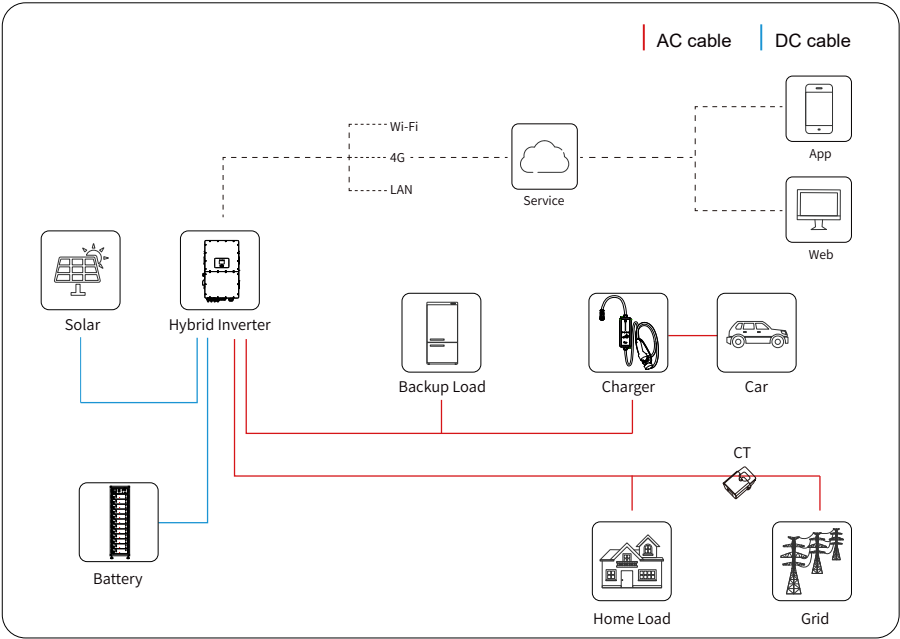 AC cable
DC cable
Wi-Fi
4G
LAN
Service
App
Web
Solar
Hybrid Inverter
Backup Load
Charger
Car
CT
Battery
Home Load
Grid